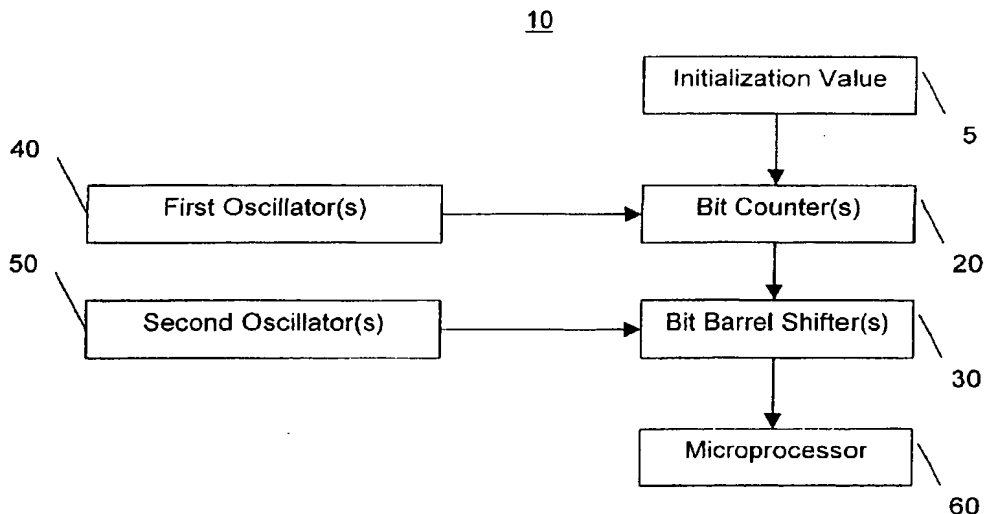 10
Initialization Value
5
40
First Oscillator(s)
Bit Counter(s)
20
50
Second Oscillator(s)
Bit Barrel Shifter(s)
30
Microprocessor
60